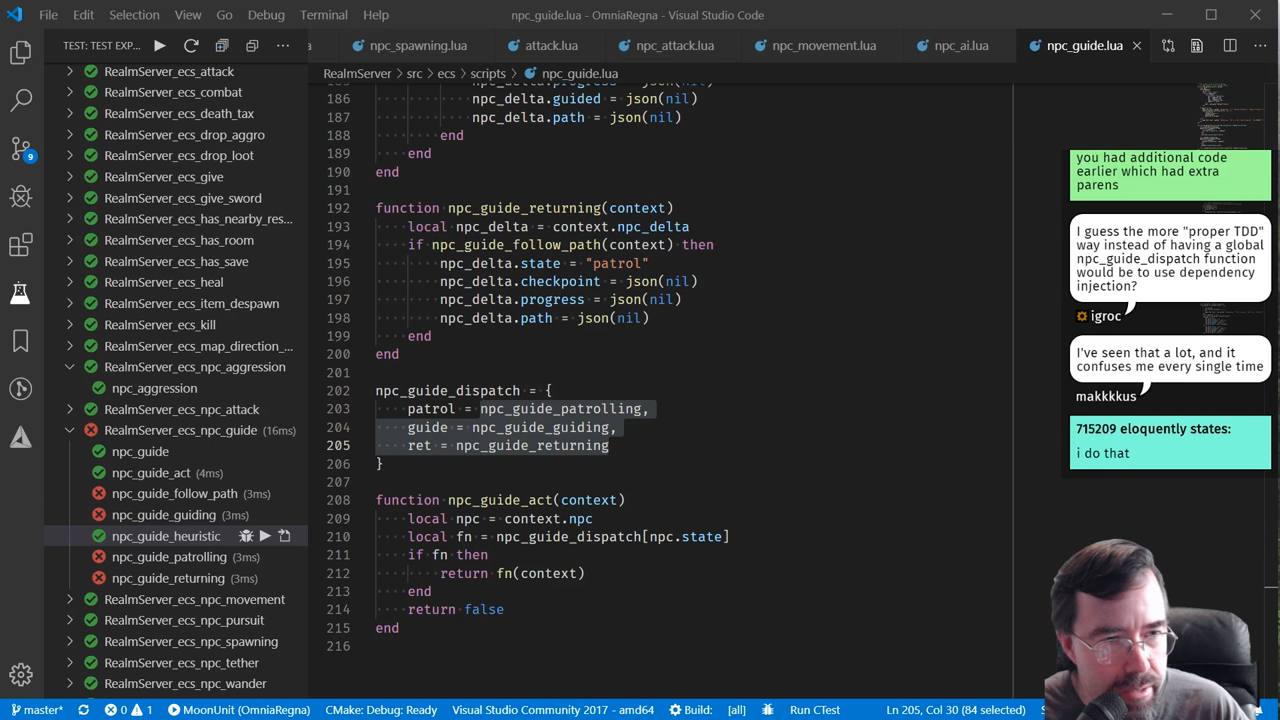 File Edit Selection View Go Debug Terminal Help npc_guide.lua - OmniaRegna - Visual Studio Code
TEST: TEST EXP...
npc_spawning.lua attack.lua npc_attack.lua npc_movement.lua npc_ai.lua npc_guide.lua
RealmServer > src > ecs > scripts > npc_guide.lua
RealmServer_ecs_attack
RealmServer_ecs_combat
RealmServer_ecs_death_tax
RealmServer_ecs_drop_aggro
RealmServer_ecs_drop_loot
RealmServer_ecs_give
RealmServer_ecs_give_sword
RealmServer_ecs_has_nearby_res...
RealmServer_ecs_has_room
RealmServer_ecs_has_save
RealmServer_ecs_heal
RealmServer_ecs_item_despawn
RealmServer_ecs_kill
RealmServer_ecs_map_direction_...
RealmServer_ecs_npc_aggression
npc_aggression
RealmServer_ecs_npc_attack
RealmServer_ecs_npc_guide (16ms)
npc_guide
npc_guide_act (4ms)
npc_guide_follow_path (3ms)
npc_guide_guiding (3ms)
npc_guide_heuristic
npc_guide_patrolling (3ms)
npc_guide_returning (3ms)
RealmServer_ecs_npc_movement
RealmServer_ecs_npc_pursuit
RealmServer_ecs_npc_spawning
RealmServer_ecs_npc_tether
RealmServer_ecs_npc_wander
9
186 npc_delta.guided = json(nil)
187 npc_delta.path = json(nil)
188 end
189 end
190 end
191
192 function npc_guide_returning(context)
193 local npc_delta = context.npc_delta
194 if npc_guide_follow_path(context) then
195 npc_delta.state = "patrol"
196 npc_delta.checkpoint = json(nil)
197 npc_delta.progress = json(nil)
198 npc_delta.path = json(nil)
199 end
200 end
201
202 npc_guide_dispatch = {
203 patrol = npc_guide_patrolling,
204 guide = npc_guide_guiding,
205 ret = npc_guide_returning
206 }
207
208 function npc_guide_act(context)
209 local npc = context.npc
210 local fn = npc_guide_dispatch[npc.state]
211 if fn then
212 return fn(context)
213 end
214 return false
215 end
216
you had additional code
earlier which had extra
parens
I guess the more "proper TDD"
way instead of having a global
npc_guide_dispatch function
would be to use dependency
injection?
igroc
I've seen that a lot, and it
confuses me every single time
makkkkus
715209 eloquently states:
i do that
master* 0 1 MoonUnit (OmniaRegna) CMake: Debug: Ready Visual Studio Community 2017 - amd64 Build: [all] Run CTest Ln 205, Col 30 (84 selected)